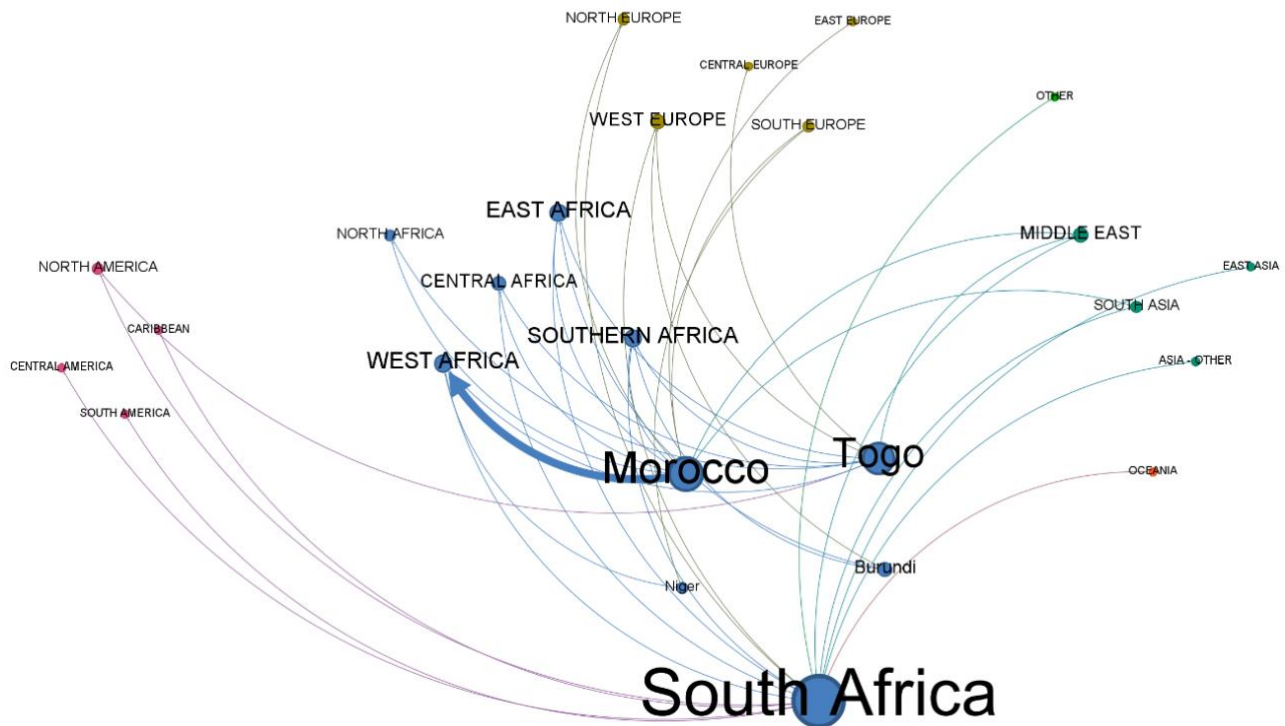 NORTH EUROPE
EAST EUROPE
CENTRAL EUROPE
OTHER
WEST EUROPE
SOUTH EUROPE
EAST AFRICA
NORTH AFRICA
MIDDLE EAST
NORTH AMERICA
EAST ASIA
CENTRAL AFRICA
SOUTH ASIA
CARIBBEAN
SOUTHERN AFRICA
WEST AFRICA
ASIA - OTHER
CENTRAL AMERICA
SOUTH AMERICA
Togo
Morocco
OCEANIA
Burundi
Niger
South Africa